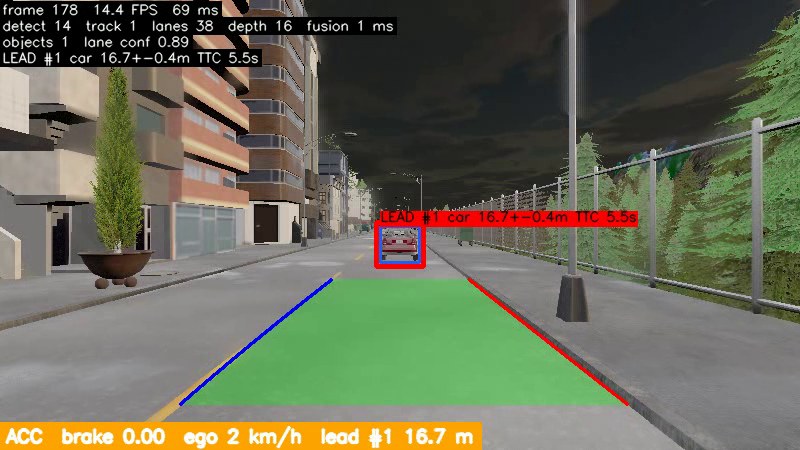 frame 178 14.4 FPS 69 ms
detect 14 track 1 lanes 38 depth 16 fusion 1 ms
objects 1 lane conf 0.89
LEAD #1 car 16.7+-0.4m TTC 5.5s
LEAD #1 car 16.7+-0.4m TTC 5.5s
ACC brake 0.00 ego 2 km/h lead #1 16.7 m